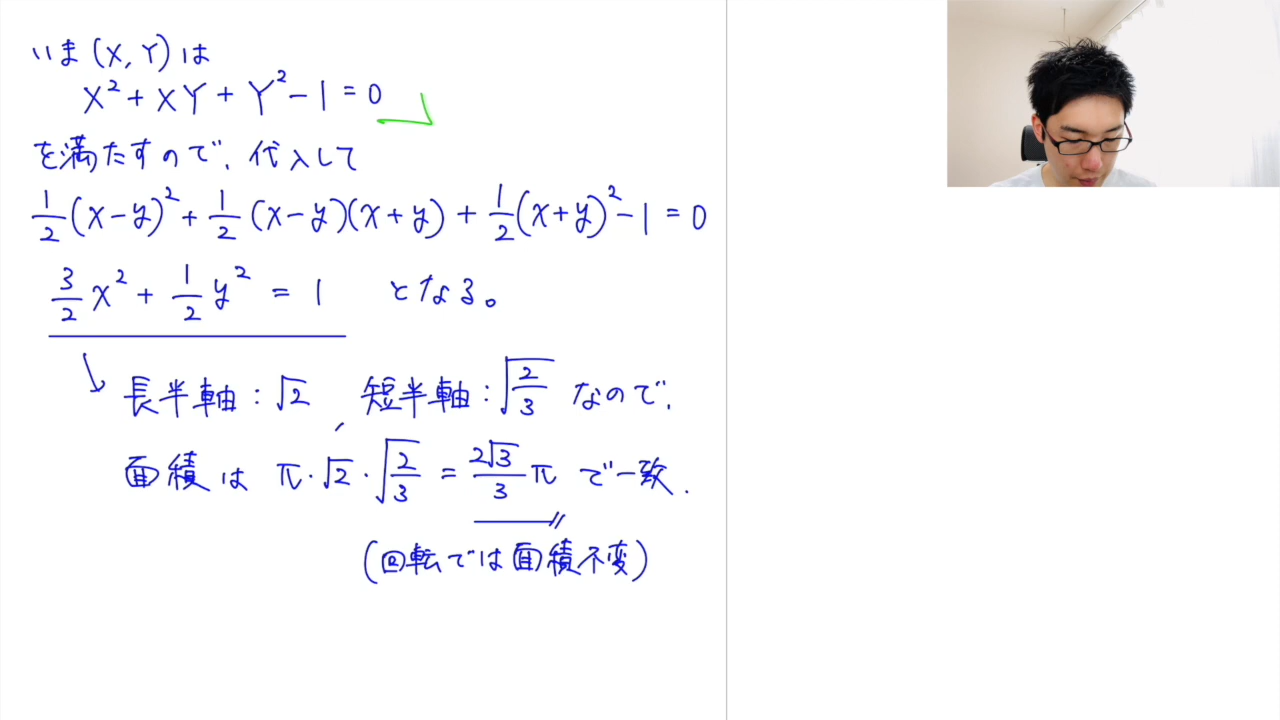 いま(X, Y)は
X² + XY + Y² - 1 = 0
を満たすので、代入して
1/2 (x-y)² + 1/2 (x-y)(x+y) + 1/2 (x+y)² - 1 = 0
3/2 x² + 1/2 y² = 1 となる。
長半軸:√2, 短半軸:√(2/3) なので、
面積は π・√2・√(2/3) = 2√3/3 π で一致.
(回転では面積不変)